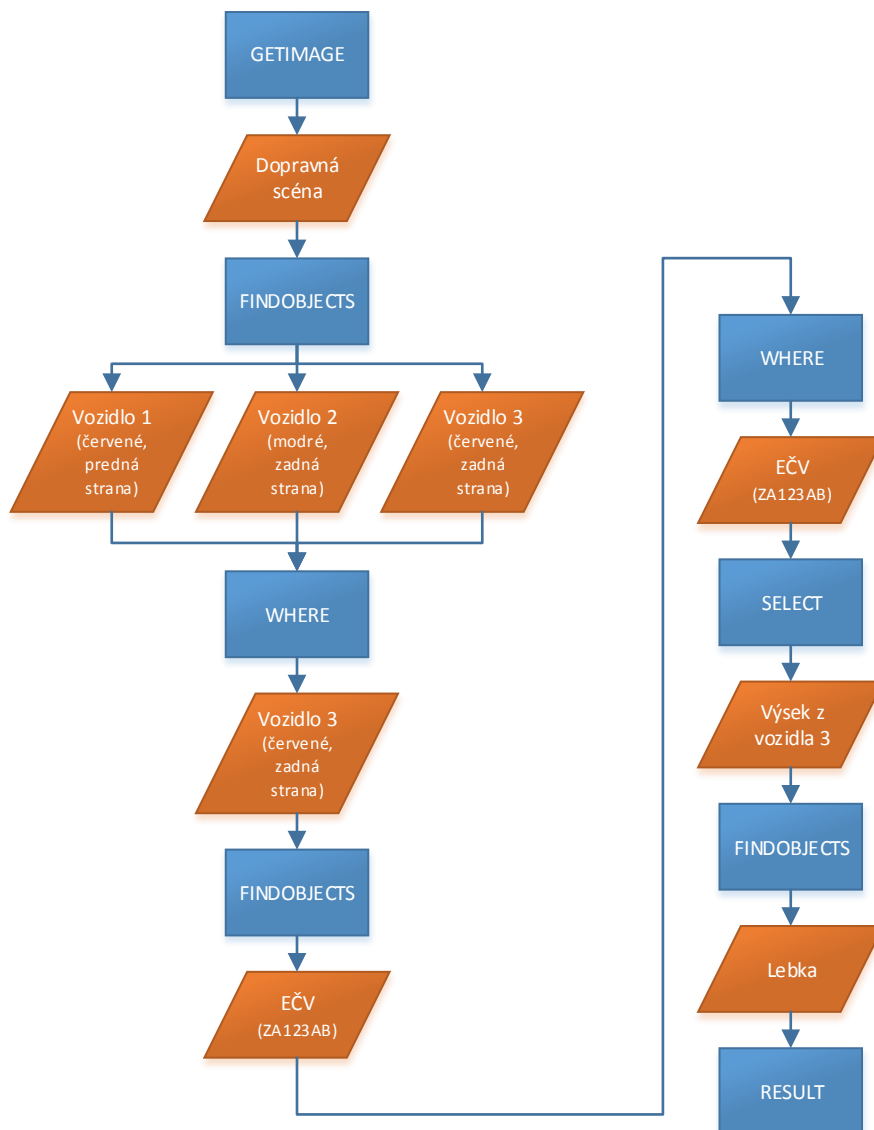 GETIMAGE
Dopravná
scéna
FINDOBJECTS
Vozidlo 1
(červené,
predná
strana)
Vozidlo 2
(modré,
zadná
strana)
Vozidlo 3
(červené,
zadná
strana)
WHERE
Vozidlo 3
(červené,
zadná
strana)
FINDOBJECTS
EČV
(ZA123AB)
WHERE
EČV
(ZA123AB)
SELECT
Výsek z
vozidla 3
FINDOBJECTS
Lebka
RESULT